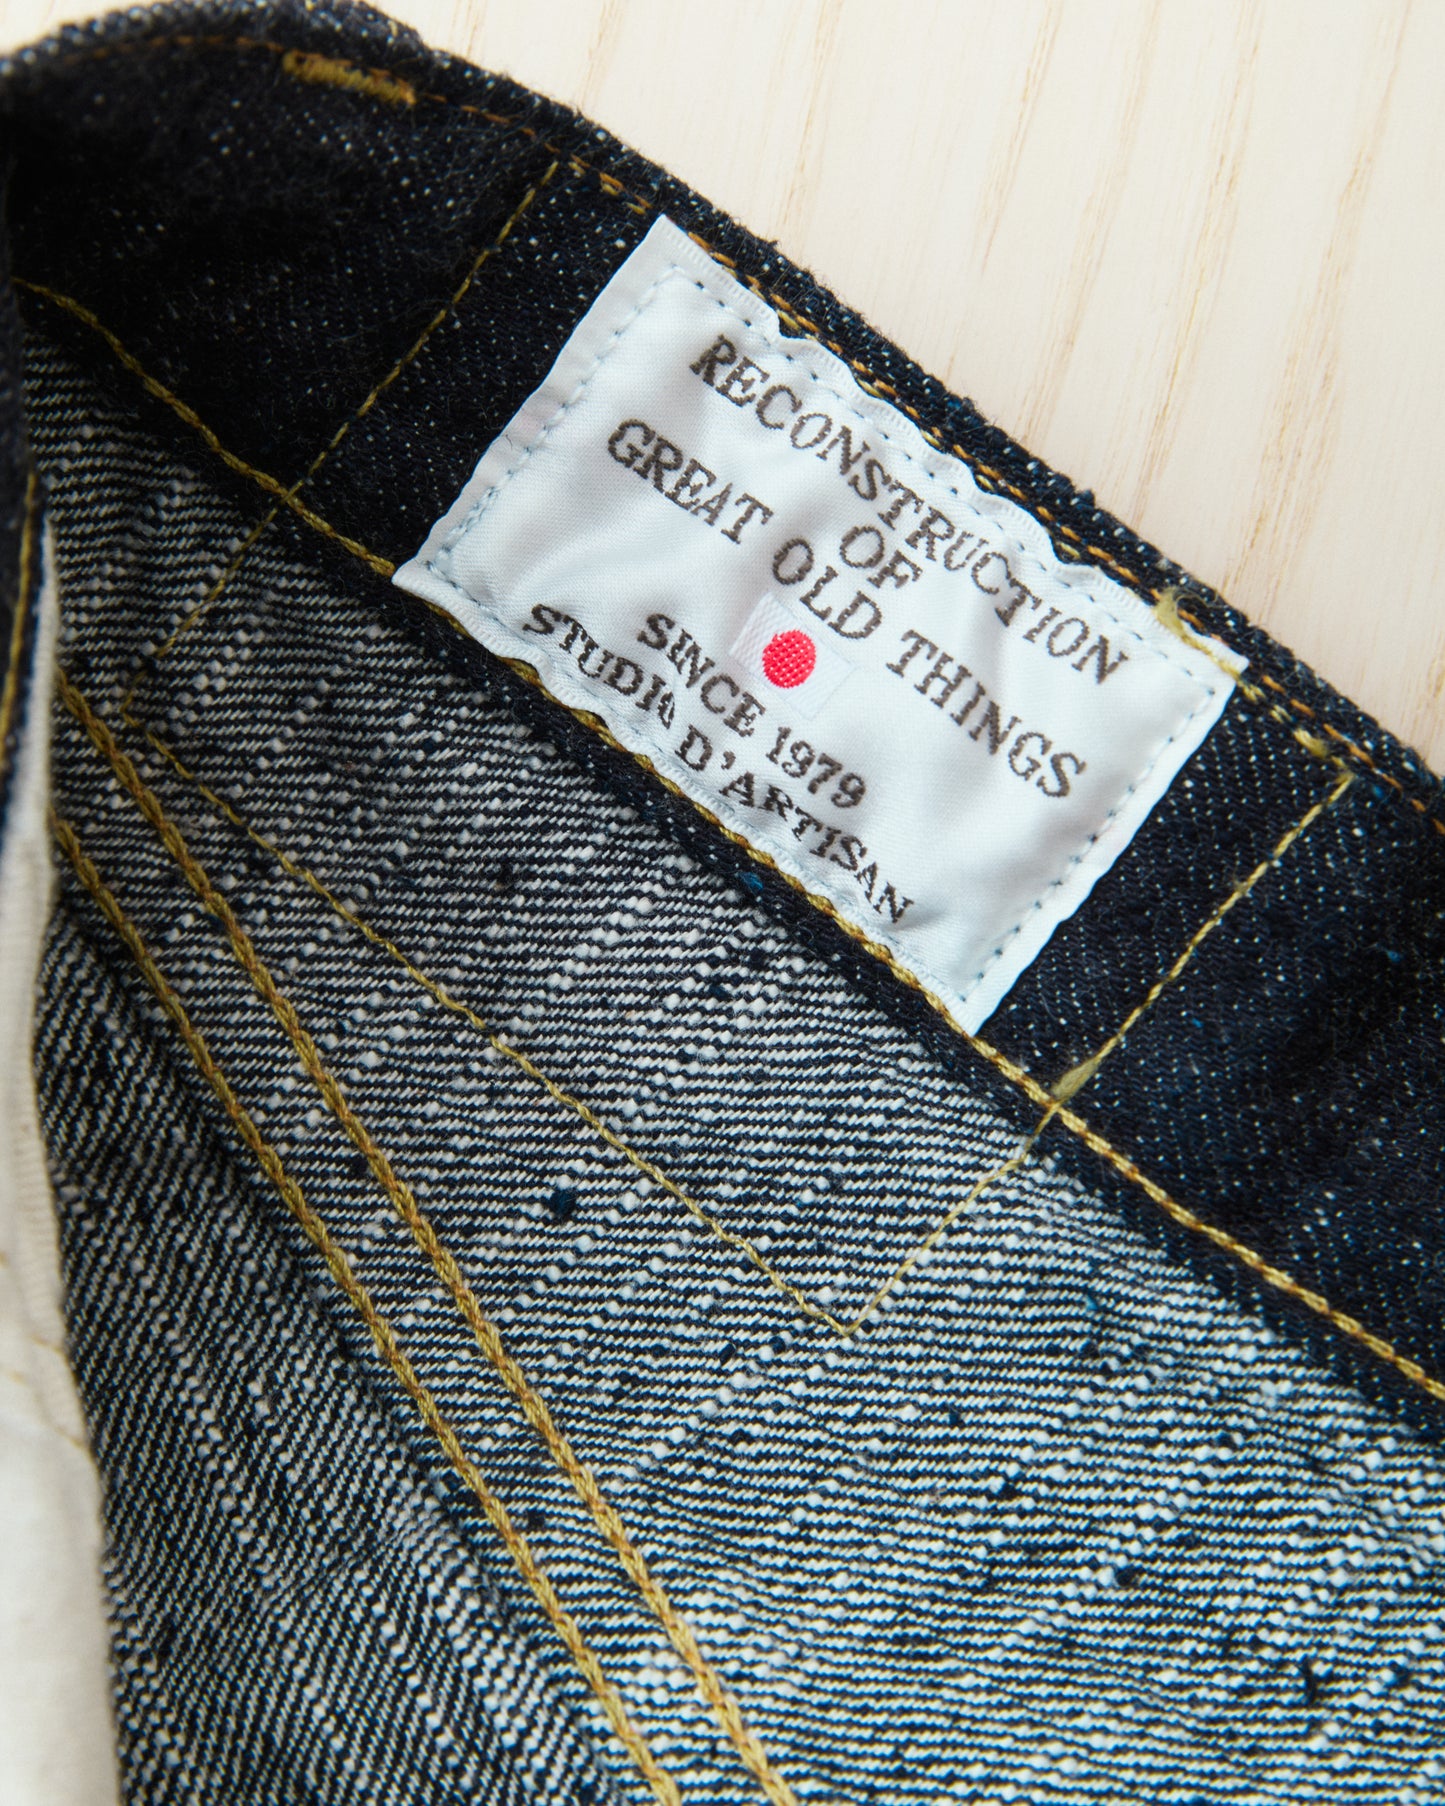 RECONSTRUCTION
OF
GREAT OLD THINGS
SINCE 1979
STUDIO D'ARTISAN